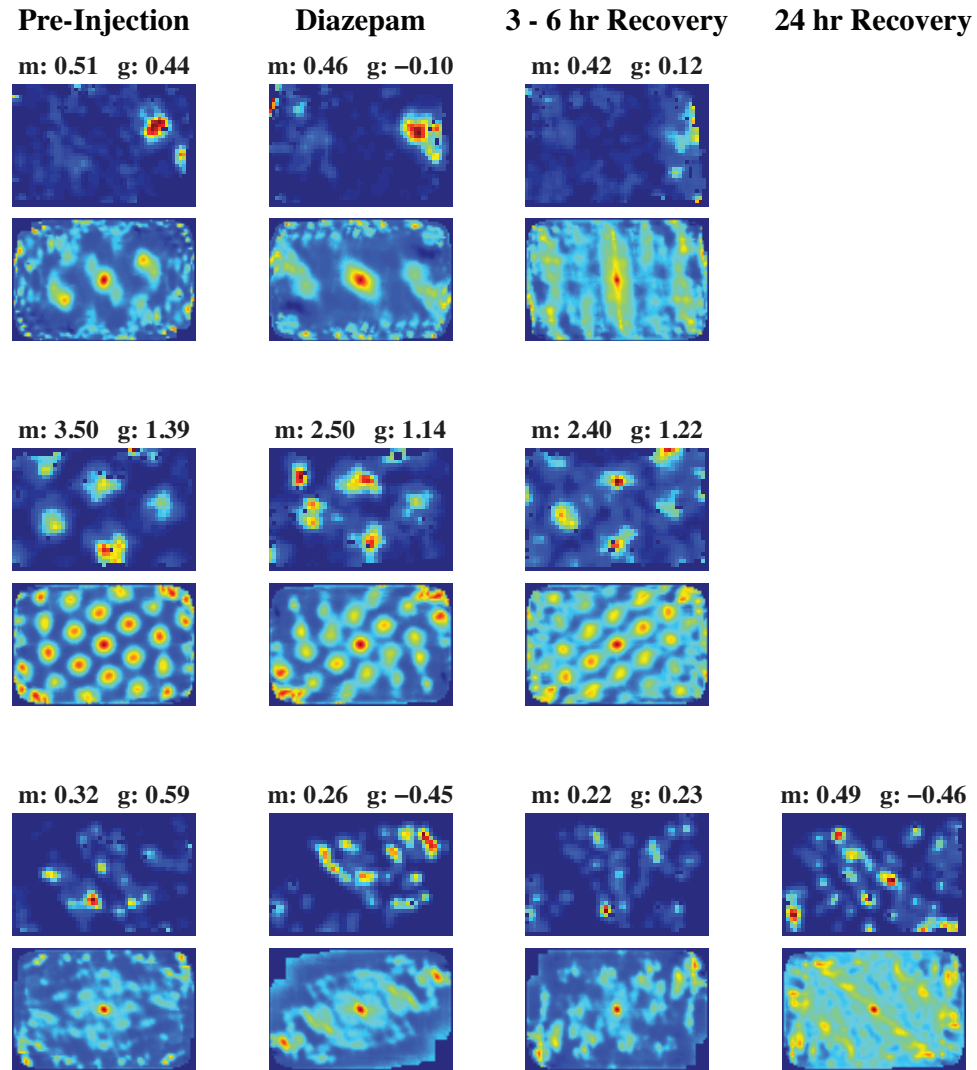 Pre-Injection Diazepam 3 - 6 hr Recovery 24 hr Recovery
m: 0.51 g: 0.44 m: 0.46 g: −0.10 m: 0.42 g: 0.12
m: 3.50 g: 1.39 m: 2.50 g: 1.14 m: 2.40 g: 1.22
m: 0.32 g: 0.59 m: 0.26 g: −0.45 m: 0.22 g: 0.23 m: 0.49 g: −0.46